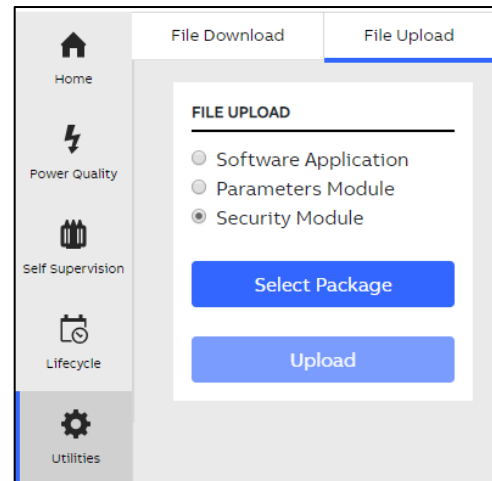 File Download
File Upload
Home
Power Quality
Self Supervision
Lifecycle
Utilities
FILE UPLOAD
Software Application
Parameters Module
Security Module
Select Package
Upload